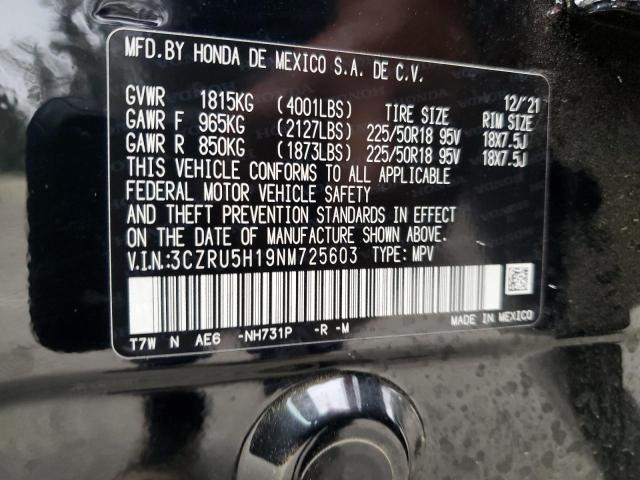 MFD.BY HONDA DE MEXICO S.A. DE C.V.
12/'21
GVWR 1815KG (4001LBS) TIRE SIZE RIM SIZE
GAWR F 965KG (2127LBS) 225/50R18 95V 18X7.5J
GAWR R 850KG (1873LBS) 225/50R18 95V 18X7.5J
THIS VEHICLE CONFORMS TO ALL APPLICABLE
FEDERAL MOTOR VEHICLE SAFETY
AND THEFT PREVENTION STANDARDS IN EFFECT
ON THE DATE OF MANUFACTURE SHOWN ABOVE.
V.I.N.:3CZRU5H19NM725603 TYPE: MPV
T7W N AE6 -NH731P -R -M MADE IN MEXICO